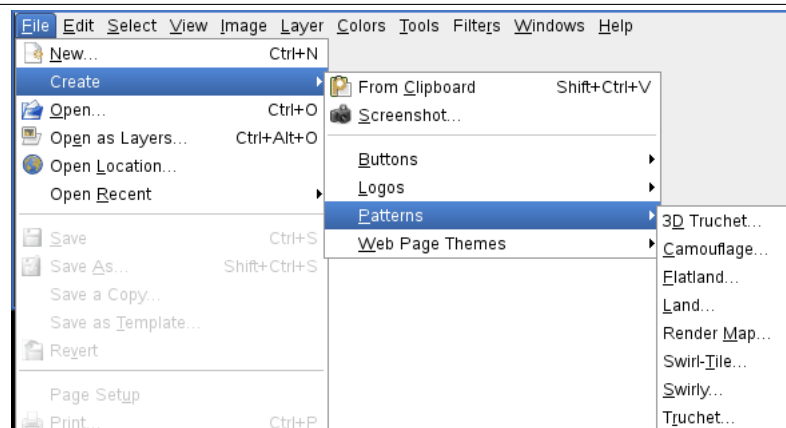 File Edit Select View Image Layer Colors Tools Filters Windows Help
New... Ctrl+N
Create
Open... Ctrl+O
Open as Layers... Ctrl+Alt+O
Open Location...
Open Recent
Save Ctrl+S
Save As... Shift+Ctrl+S
Save a Copy...
Save as Template...
Revert
Page Setup
Print... Ctrl+P
From Clipboard Shift+Ctrl+V
Screenshot...
Buttons
Logos
Patterns
Web Page Themes
3D Truchet...
Camouflage...
Flatland...
Land...
Render Map...
Swirl-Tile...
Swirly...
Truchet...